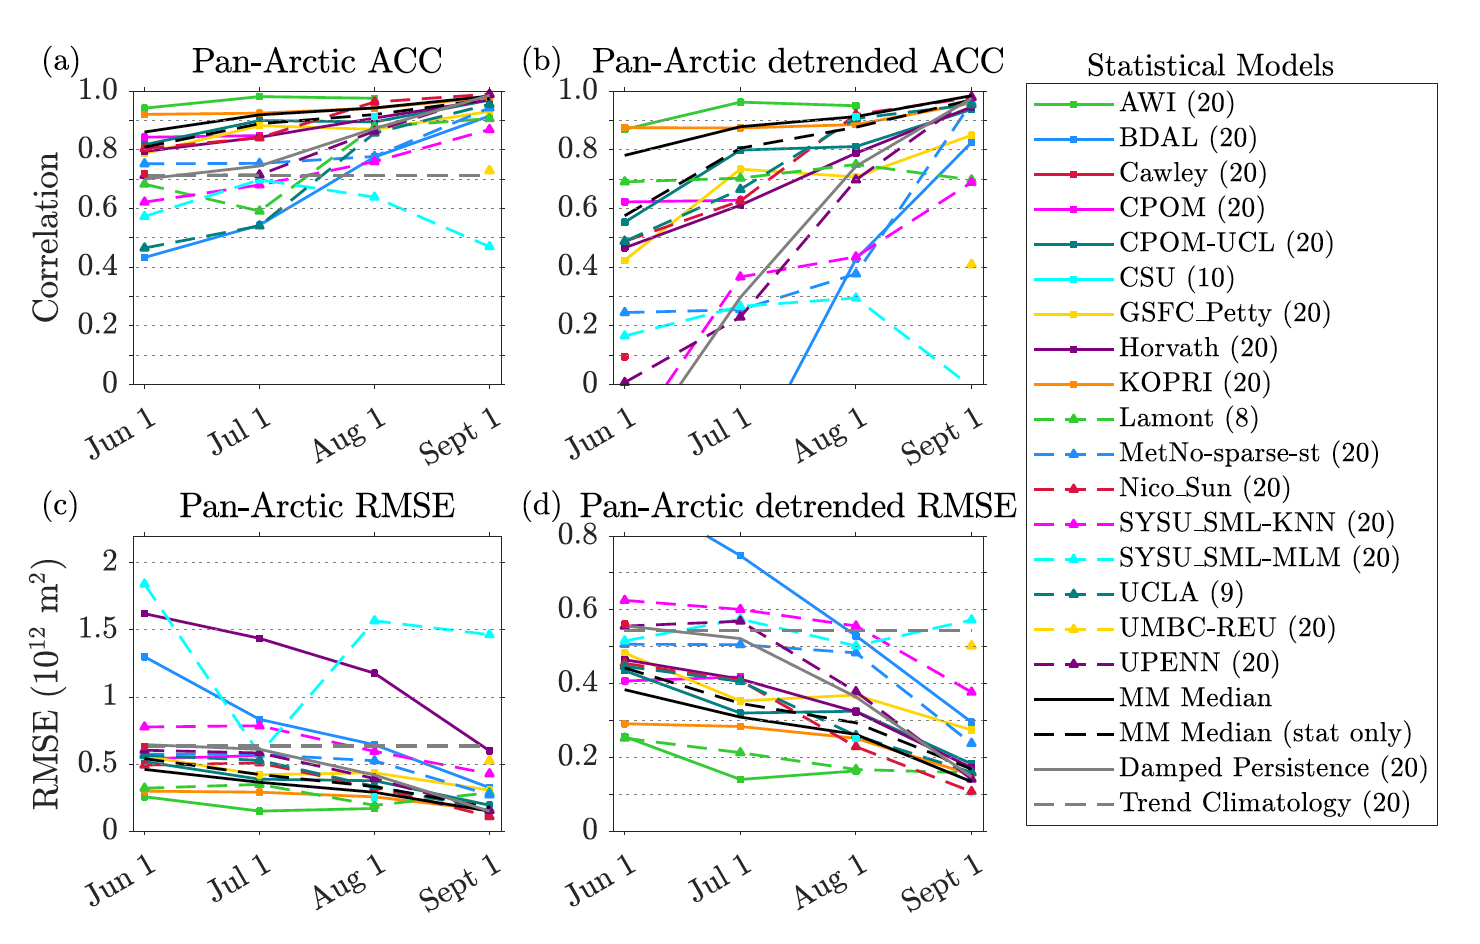 (a) Pan-Arctic ACC
1.0
0.8
0.6
0.4
0.2
0
Correlation
Jun 1 Jul 1 Aug 1 Sept 1
(b) Pan-Arctic detrended ACC
1.0
0.8
0.6
0.4
0.2
0
Jun 1 Jul 1 Aug 1 Sept 1
(c) Pan-Arctic RMSE
2
1.5
1
0.5
0
RMSE (10¹² m²)
Jun 1 Jul 1 Aug 1 Sept 1
(d) Pan-Arctic detrended RMSE
0.8
0.6
0.4
0.2
0
Jun 1 Jul 1 Aug 1 Sept 1
Statistical Models
AWI (20)
BDAL (20)
Cawley (20)
CPOM (20)
CPOM-UCL (20)
CSU (10)
GSFC_Petty (20)
Horvath (20)
KOPRI (20)
Lamont (8)
MetNo-sparse-st (20)
Nico_Sun (20)
SYSU_SML-KNN (20)
SYSU_SML-MLM (20)
UCLA (9)
UMBC-REU (20)
UPENN (20)
MM Median
MM Median (stat only)
Damped Persistence (20)
Trend Climatology (20)